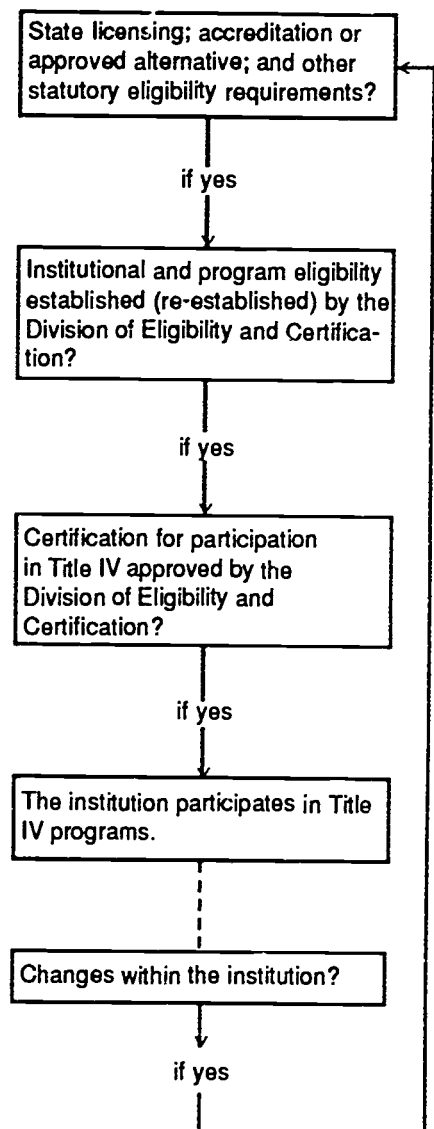 State licensing; accreditation or
approved alternative; and other
statutory eligibility requirements?
if yes
Institutional and program eligibility
established (re-established) by the
Division of Eligibility and Certifica-
tion?
if yes
Certification for participation
in Title IV approved by the
Division of Eligibility and
Certification?
if yes
The institution participates in Title
IV programs.
Changes within the institution?
if yes